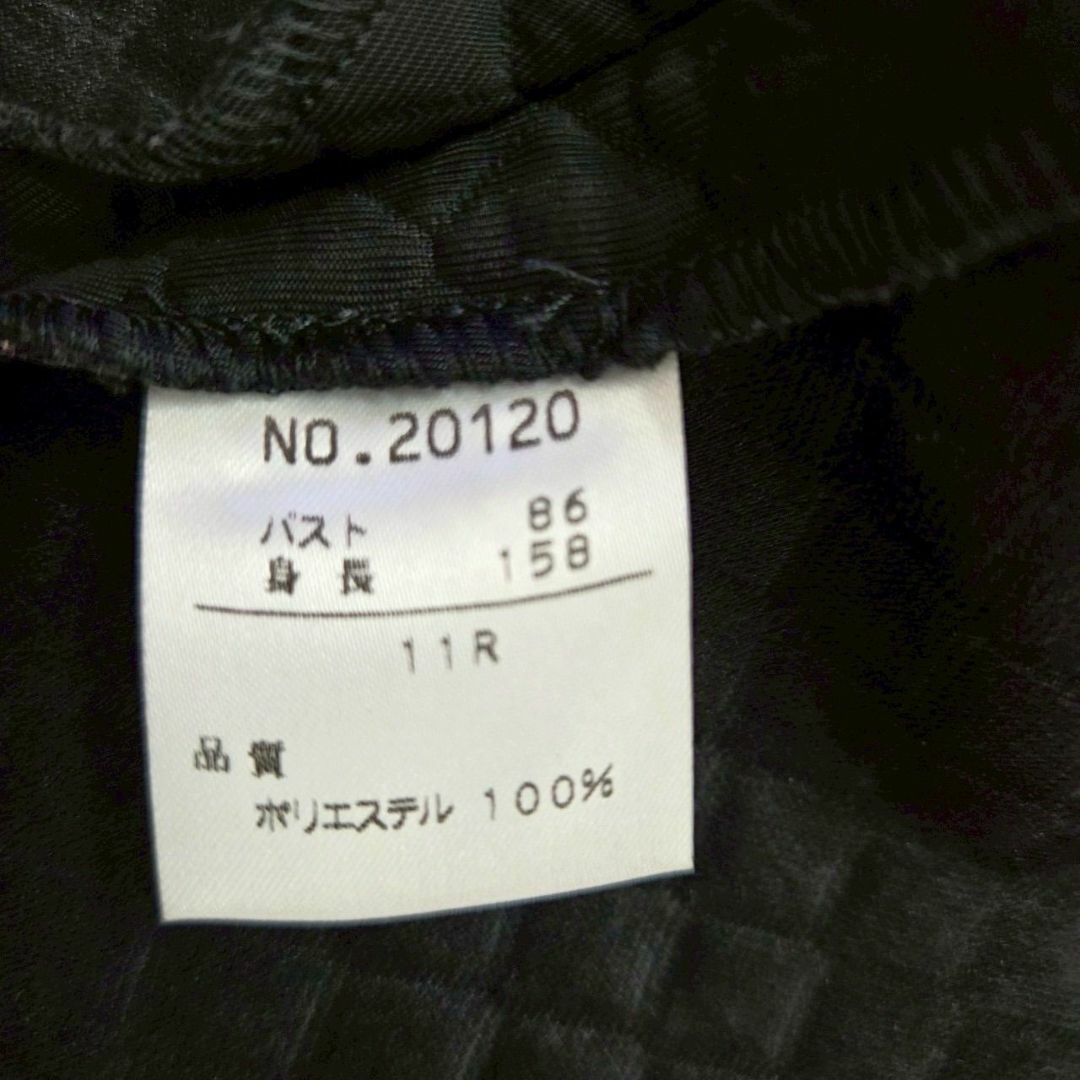 NO.20120
バスト 86
身長 158
11R
品質
ポリエステル 100%